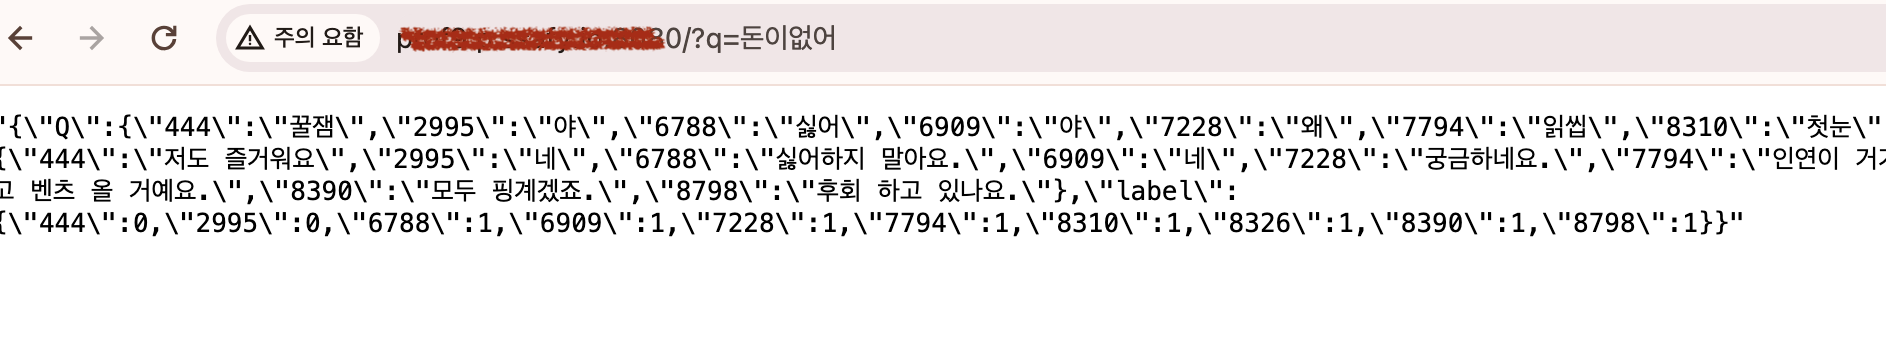 주의 요함
0/?q=돈이없어
"{\"Q\":{\"444\":\"꿀잼\",\"2995\":\"야\",\"6788\":\"싫어\",\"6909\":\"야\",\"7228\":\"왜\",\"7794\":\"읽씹\",\"8310\":\"첫눈\"
{\"444\":\"저도 즐거워요\",\"2995\":\"네\",\"6788\":\"싫어하지 말아요.\",\"6909\":\"네\",\"7228\":\"궁금하네요.\",\"7794\":\"인연이
고 벤츠 올 거예요.\",\"8390\":\"모두 핑계겠죠.\",\"8798\":\"후회 하고 있나요.\"},\"label\":
{\"444\":0,\"2995\":0,\"6788\":1,\"6909\":1,\"7228\":1,\"7794\":1,\"8310\":1,\"8326\":1,\"8390\":1,\"8798\":1}}"